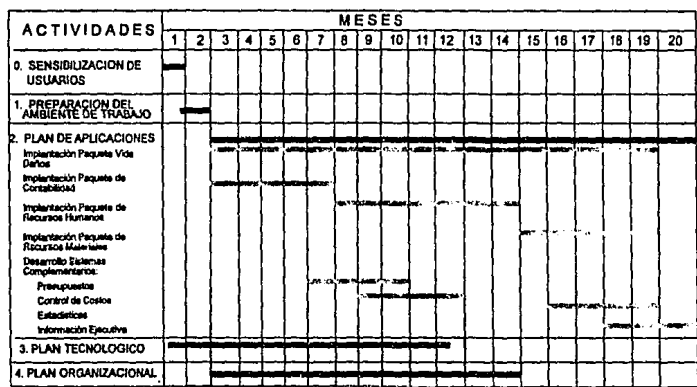 ACTIVIDADES
MESES
1 2 3 4 5 6 7 8 9 10 11 12 13 14 15 16 17 18 19 20
0. SENSIBILIZACION DE
USUARIOS
1. PREPARACION DEL
AMBIENTE DE TRABAJO
2. PLAN DE APLICACIONES
Implantación Paquete Vida
Daños
Implantación Paquete de
Contabilidad
Implantación Paquete de
Recursos Humanos
Implantación Paquete de
Recursos Materiales
Desarrollo Sistemas
Complementarios:
Presupuestos
Control de Costos
Estadísticas
Información Ejecutiva
3. PLAN TECNOLOGICO
4. PLAN ORGANIZACIONAL